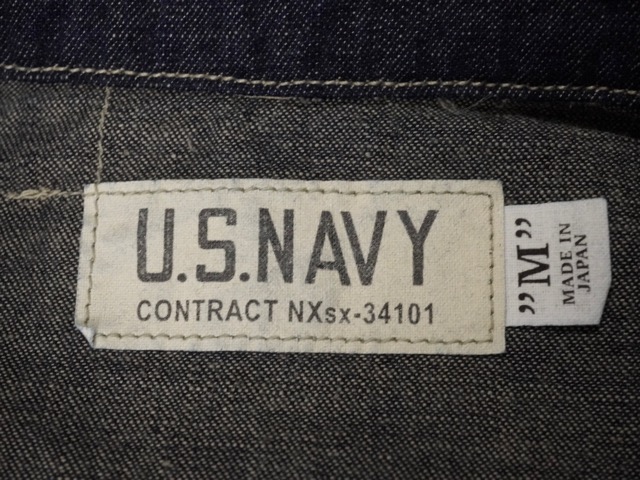 U.S.NAVY
CONTRACT NXsx-34101
”M”
MADE IN
JAPAN